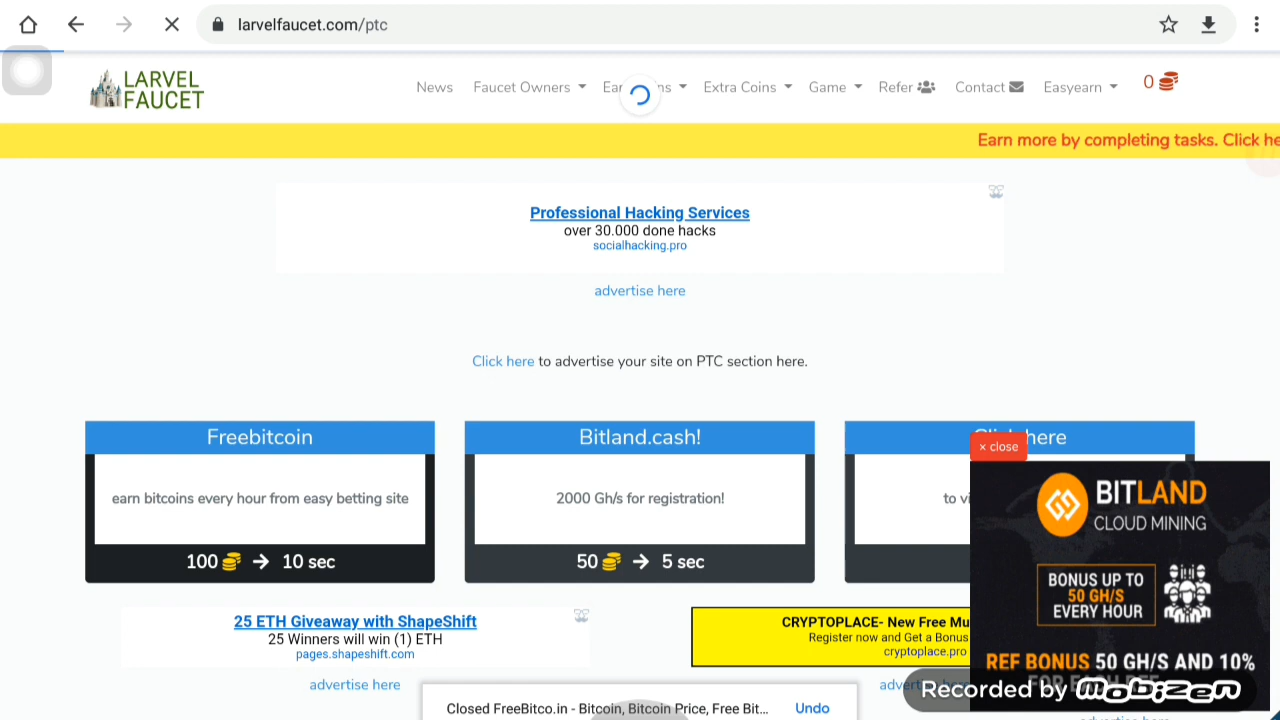 larvelfaucet.com/ptc
LARVEL
FAUCET
News
Faucet Owners
Extra Coins
Game
Refer
Contact
Easyearn
0
Earn more by completing tasks. Click he
Professional Hacking Services
over 30.000 done hacks
socialhacking.pro
advertise here
Click here to advertise your site on PTC section here.
Freebitcoin
earn bitcoins every hour from easy betting site
100 → 10 sec
Bitland.cash!
2000 Gh/s for registration!
50 → 5 sec
Click here
× close
BITLAND
CLOUD MINING
BONUS UP TO
50 GH/S
EVERY HOUR
REF BONUS 50 GH/S AND 10%
25 ETH Giveaway with ShapeShift
25 Winners will win (1) ETH
pages.shapeshift.com
advertise here
CRYPTOPLACE- New Free Mu
Register now and Get a Bonus
cryptoplace.pro
Closed FreeBitco.in - Bitcoin, Bitcoin Price, Free Bit...
Undo
Recorded by MOBIZEN